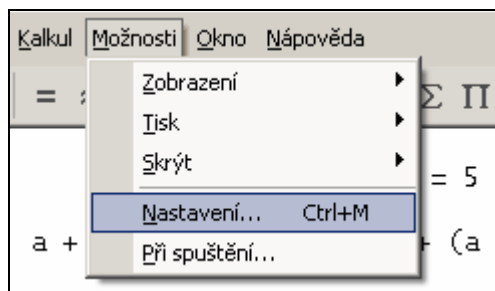 Kalkul Možnosti Okno Nápověda
= Σ Π
Zobrazení
Tisk
Skrýt
= 5
Nastavení... Ctrl+M
a + + (a
Při spuštění...